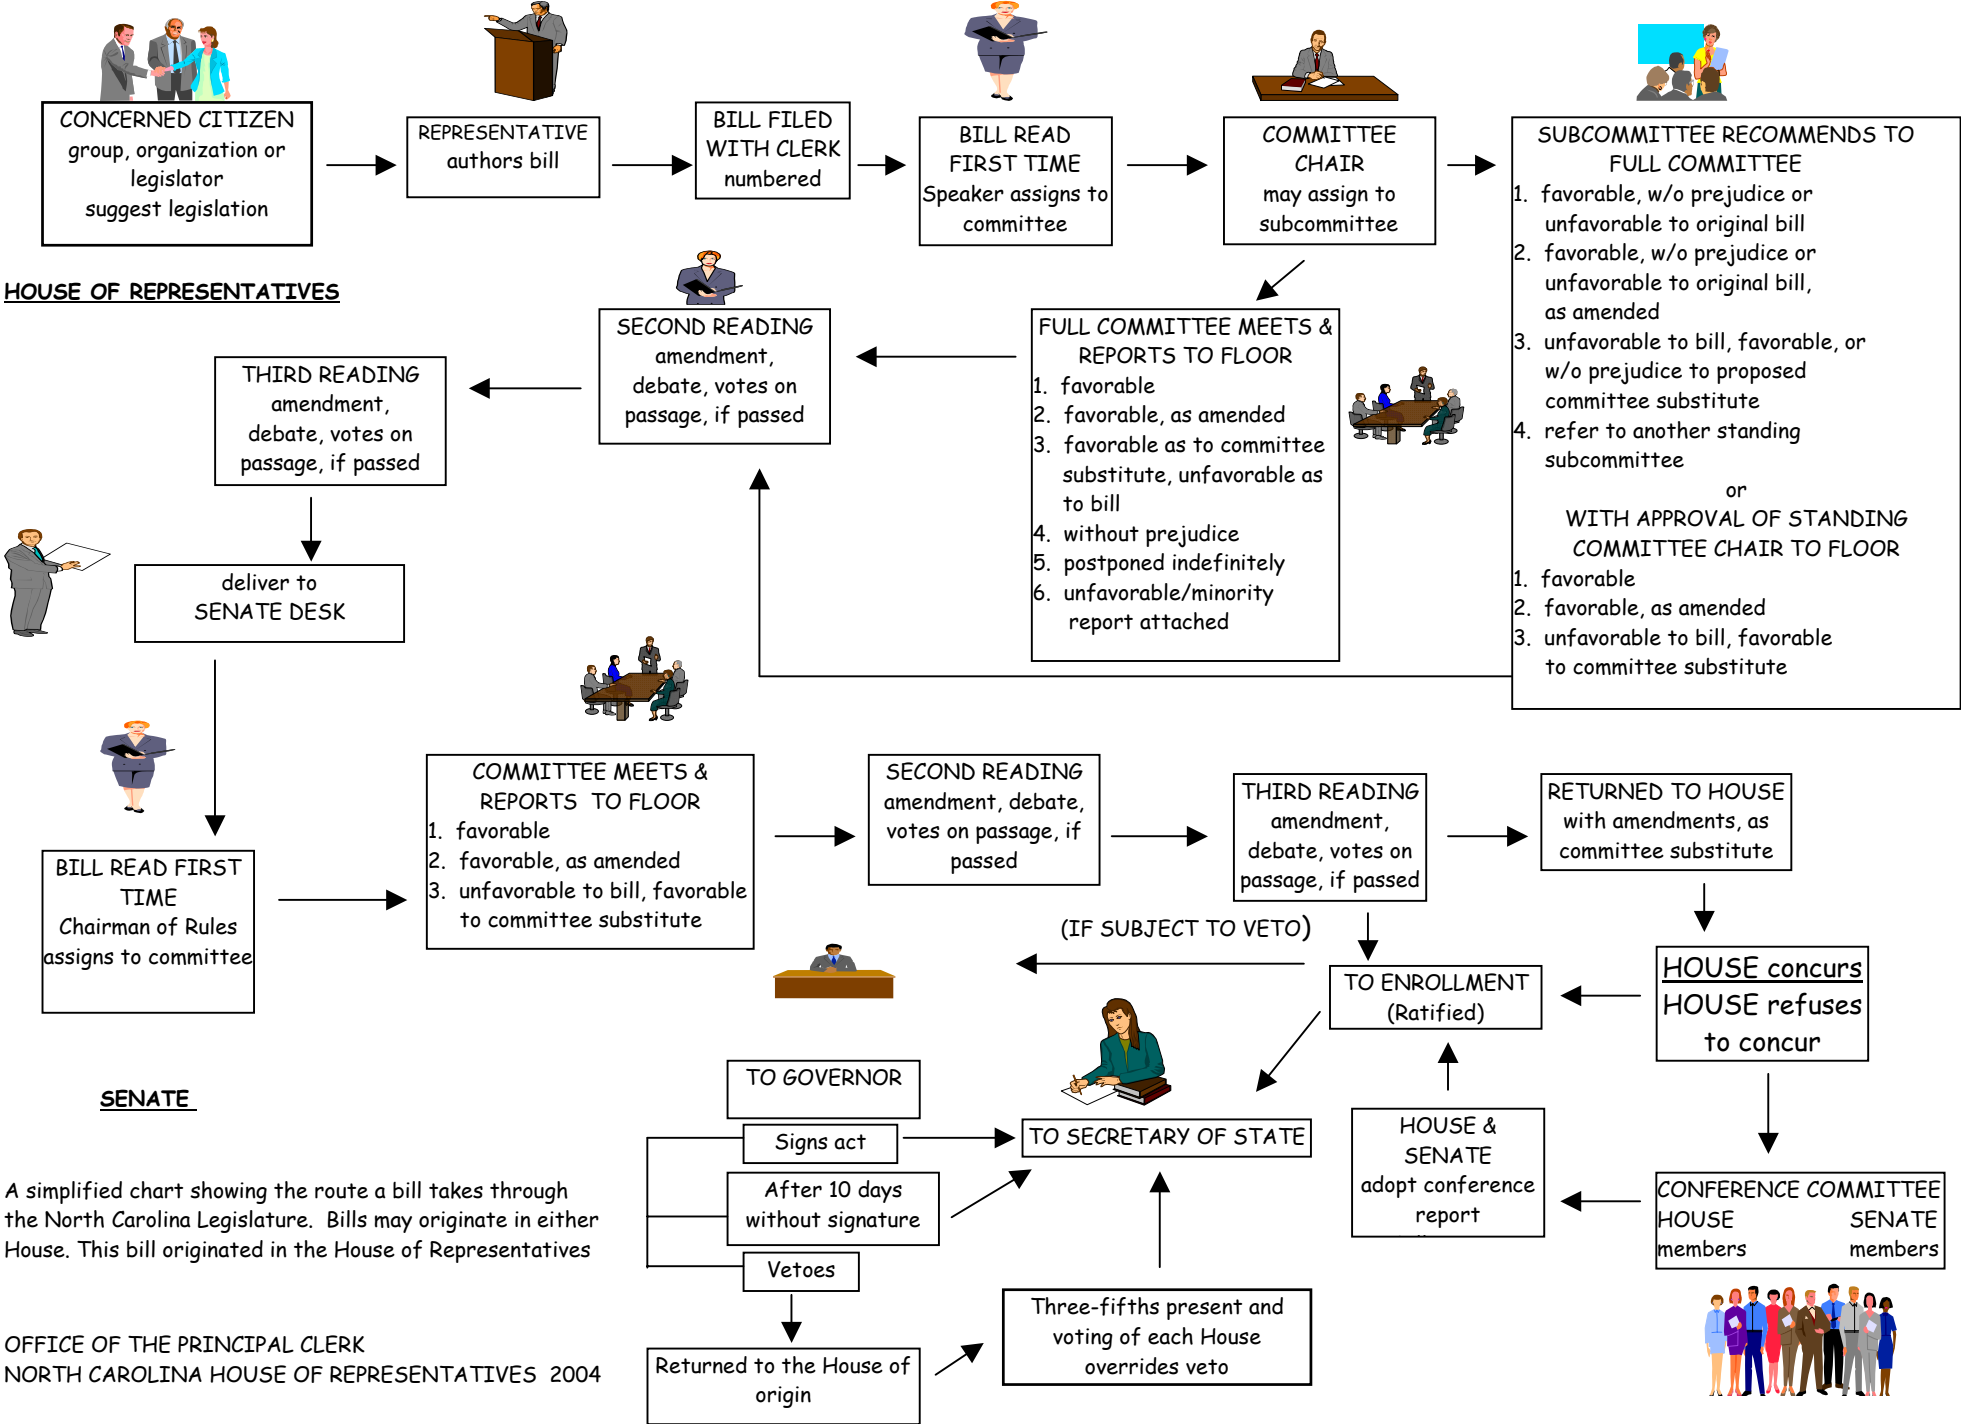 CONCERNED CITIZEN
group, organization or
legislator
suggest legislation
REPRESENTATIVE
authors bill
BILL FILED
WITH CLERK
numbered
BILL READ
FIRST TIME
Speaker assigns to
committee
COMMITTEE
CHAIR
may assign to
subcommittee
SUBCOMMITTEE RECOMMENDS TO
FULL COMMITTEE
1. favorable, w/o prejudice or
unfavorable to original bill
2. favorable, w/o prejudice or
unfavorable to original bill,
as amended
3. unfavorable to bill, favorable, or
w/o prejudice to proposed
committee substitute
4. refer to another standing
subcommittee
or
WITH APPROVAL OF STANDING
COMMITTEE CHAIR TO FLOOR
1. favorable
2. favorable, as amended
3. unfavorable to bill, favorable
to committee substitute
HOUSE OF REPRESENTATIVES
FULL COMMITTEE MEETS &
REPORTS TO FLOOR
1. favorable
2. favorable, as amended
3. favorable as to committee
substitute, unfavorable as
to bill
4. without prejudice
5. postponed indefinitely
6. unfavorable/minority
report attached
SECOND READING
amendment,
debate, votes on
passage, if passed
THIRD READING
amendment,
debate, votes on
passage, if passed
deliver to
SENATE DESK
BILL READ FIRST
TIME
Chairman of Rules
assigns to committee
COMMITTEE MEETS &
REPORTS TO FLOOR
1. favorable
2. favorable, as amended
3. unfavorable to bill, favorable
to committee substitute
SECOND READING
amendment, debate,
votes on passage, if
passed
THIRD READING
amendment,
debate, votes on
passage, if passed
RETURNED TO HOUSE
with amendments, as
committee substitute
HOUSE concurs
HOUSE refuses
to concur
(IF SUBJECT TO VETO)
TO ENROLLMENT
(Ratified)
SENATE
TO GOVERNOR
Signs act
After 10 days
without signature
Vetoes
TO SECRETARY OF STATE
HOUSE &
SENATE
adopt conference
report
CONFERENCE COMMITTEE
HOUSE SENATE
members members
Returned to the House of
origin
Three-fifths present and
voting of each House
overrides veto
A simplified chart showing the route a bill takes through
the North Carolina Legislature. Bills may originate in either
House. This bill originated in the House of Representatives
OFFICE OF THE PRINCIPAL CLERK
NORTH CAROLINA HOUSE OF REPRESENTATIVES 2004